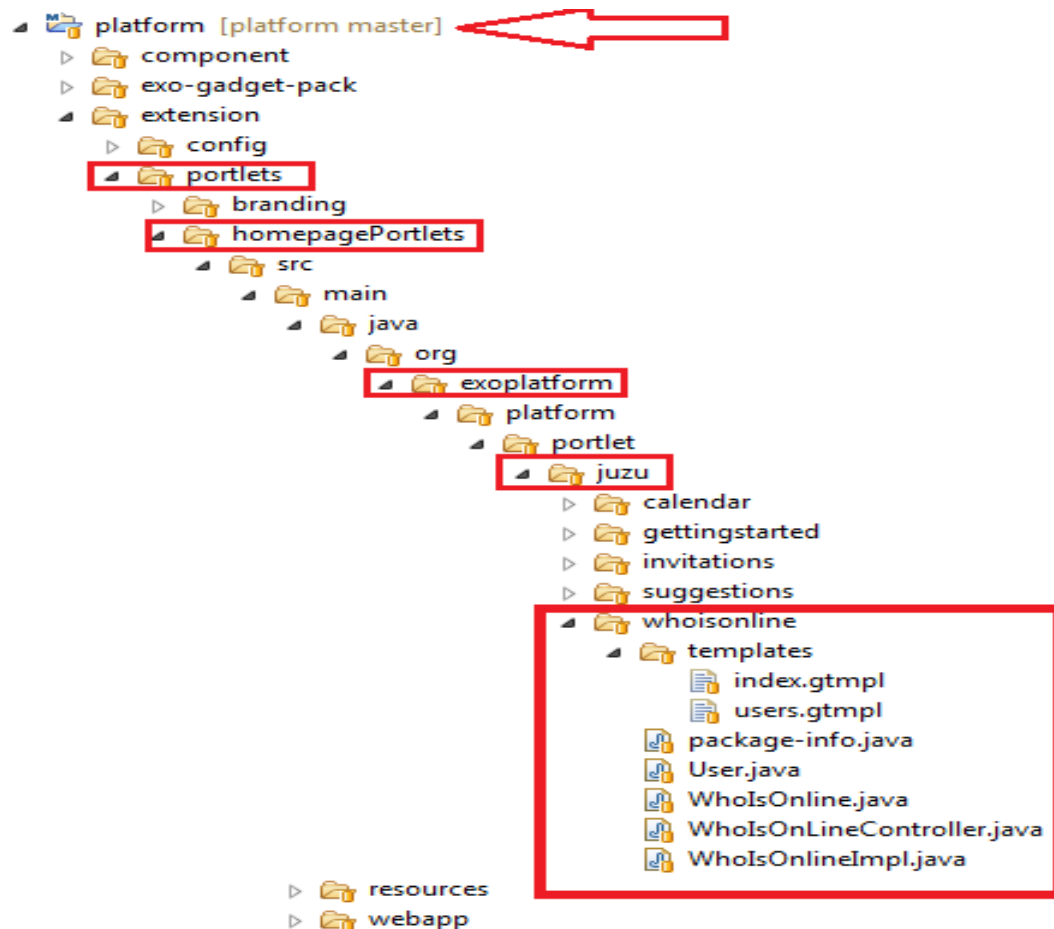 platform [platform master]
component
exo-gadget-pack
extension
config
portlets
branding
homepagePortlets
src
main
java
org
exoplatform
platform
portlet
juzu
calendar
gettingstarted
invitations
suggestions
whoisonline
templates
index.gtmpl
users.gtmpl
package-info.java
User.java
WhoIsOnline.java
WhoIsOnLineController.java
WhoIsOnlineImpl.java
resources
webapp